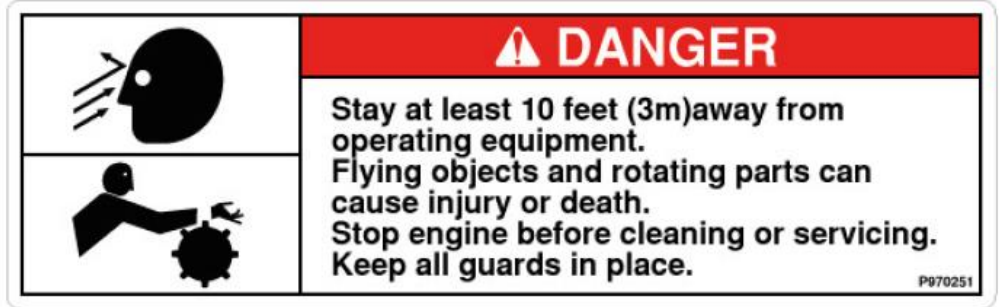 DANGER
Stay at least 10 feet (3m)away from
operating equipment.
Flying objects and rotating parts can
cause injury or death.
Stop engine before cleaning or servicing.
Keep all guards in place.
P970251